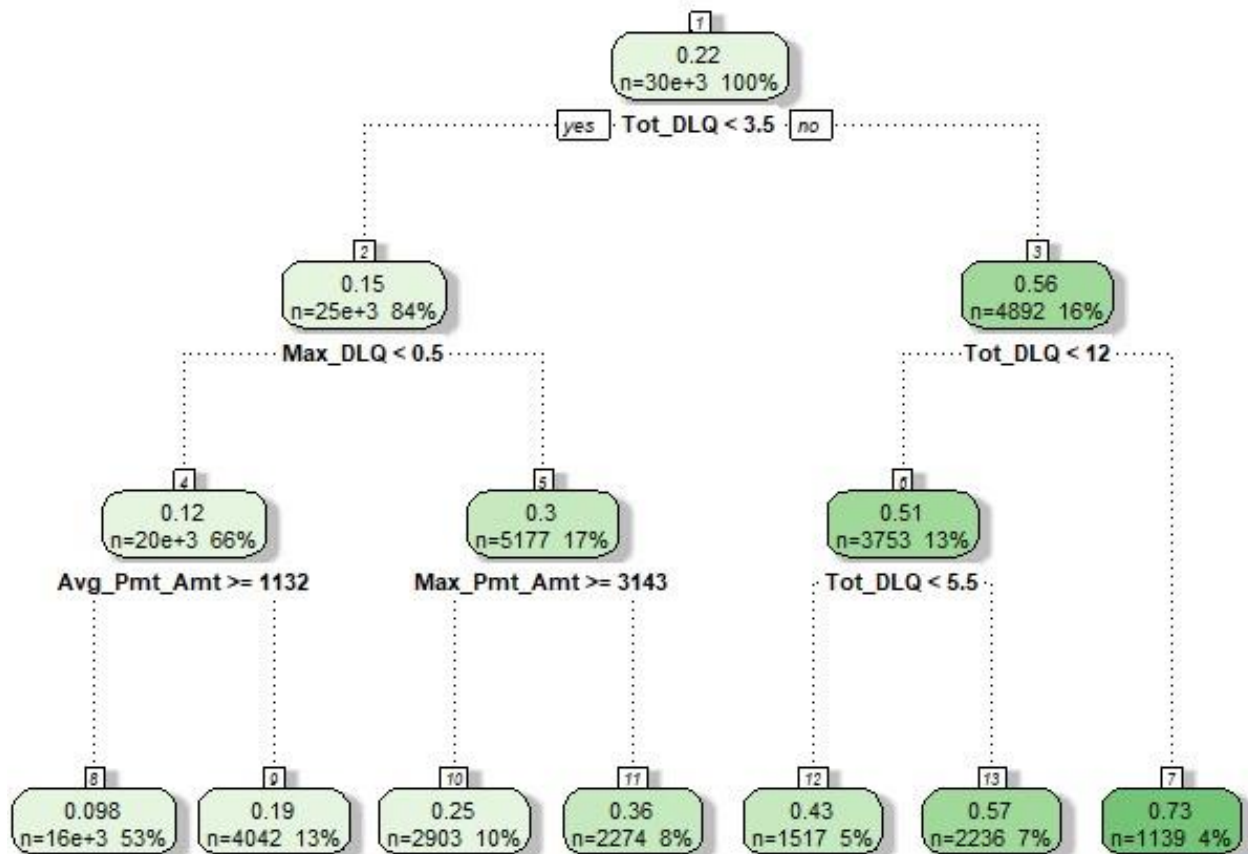 1
0.22
n=30e+3 100%
yes Tot_DLQ < 3.5 no
2
0.15
n=25e+3 84%
3
0.56
n=4892 16%
Max_DLQ < 0.5
Tot_DLQ < 12
4
0.12
n=20e+3 66%
5
0.3
n=5177 17%
6
0.51
n=3753 13%
Avg_Pmt_Amt >= 1132
Max_Pmt_Amt >= 3143
Tot_DLQ < 5.5
8
0.098
n=16e+3 53%
9
0.19
n=4042 13%
10
0.25
n=2903 10%
11
0.36
n=2274 8%
12
0.43
n=1517 5%
13
0.57
n=2236 7%
7
0.73
n=1139 4%